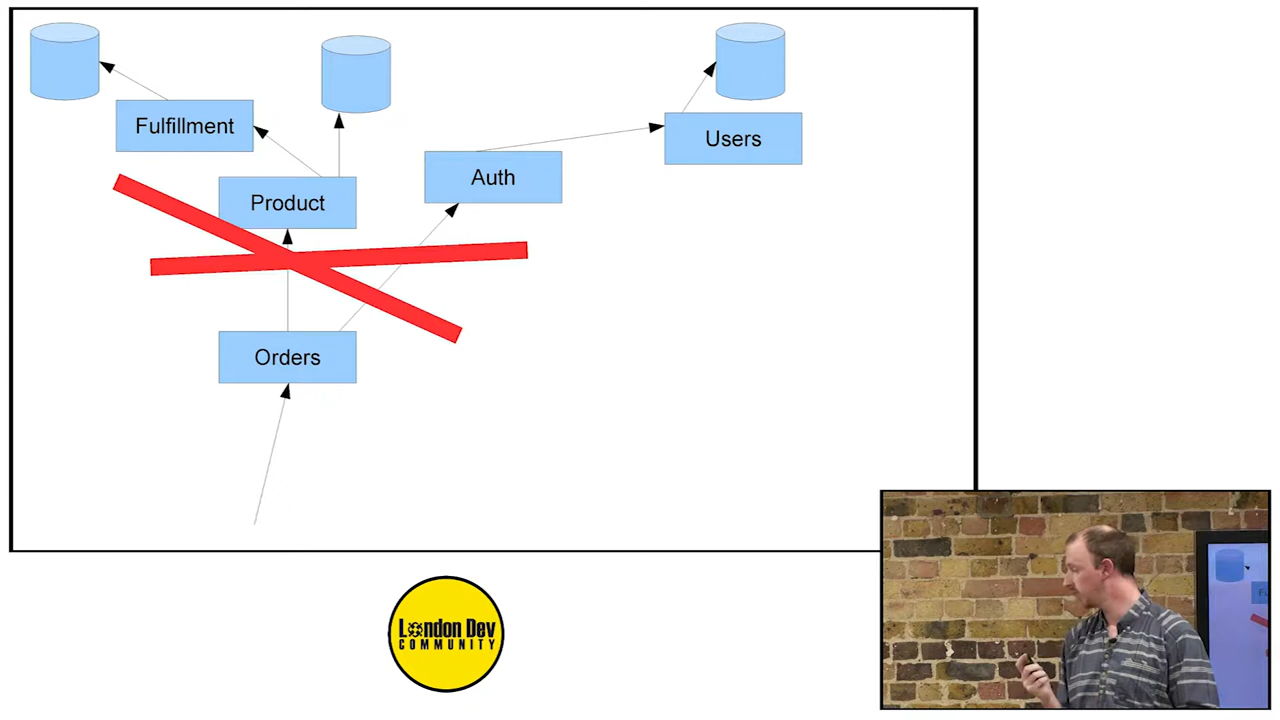 Fulfillment
Users
Auth
Product
Orders
London Dev
COMMUNITY